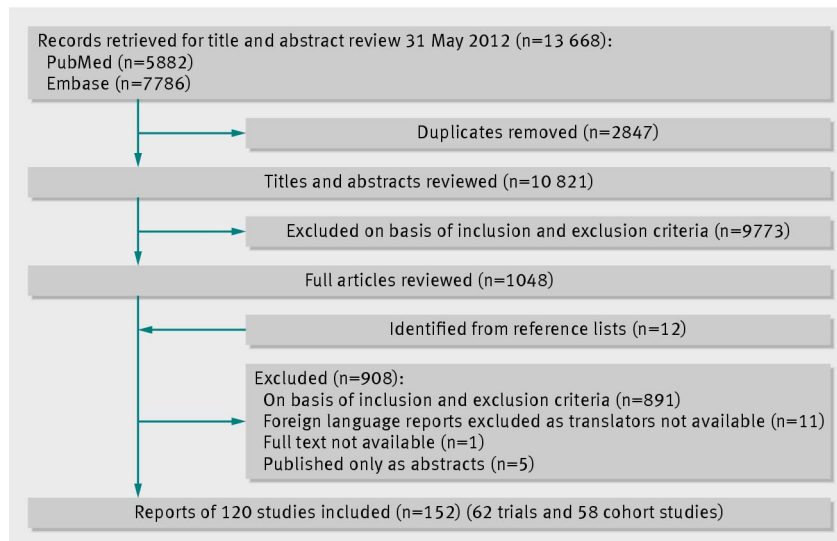 Records retrieved for title and abstract review 31 May 2012 (n=13 668):
PubMed (n=5882)
Embase (n=7786)
Duplicates removed (n=2847)
Titles and abstracts reviewed (n=10 821)
Excluded on basis of inclusion and exclusion criteria (n=9773)
Full articles reviewed (n=1048)
Identified from reference lists (n=12)
Excluded (n=908):
On basis of inclusion and exclusion criteria (n=891)
Foreign language reports excluded as translators not available (n=11)
Full text not available (n=1)
Published only as abstracts (n=5)
Reports of 120 studies included (n=152) (62 trials and 58 cohort studies)